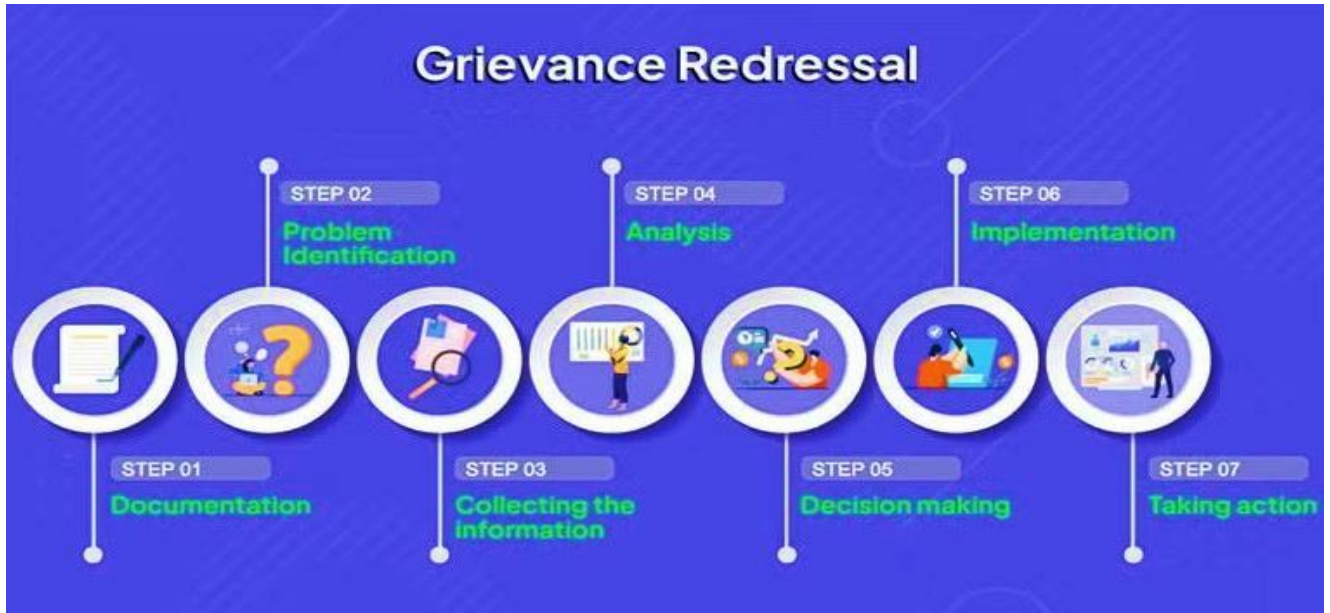 Grievance Redressal
STEP 01
Documentation
STEP 02
Problem
Identification
STEP 03
Collecting the
information
STEP 04
Analysis
STEP 05
Decision making
STEP 06
Implementation
STEP 07
Taking action